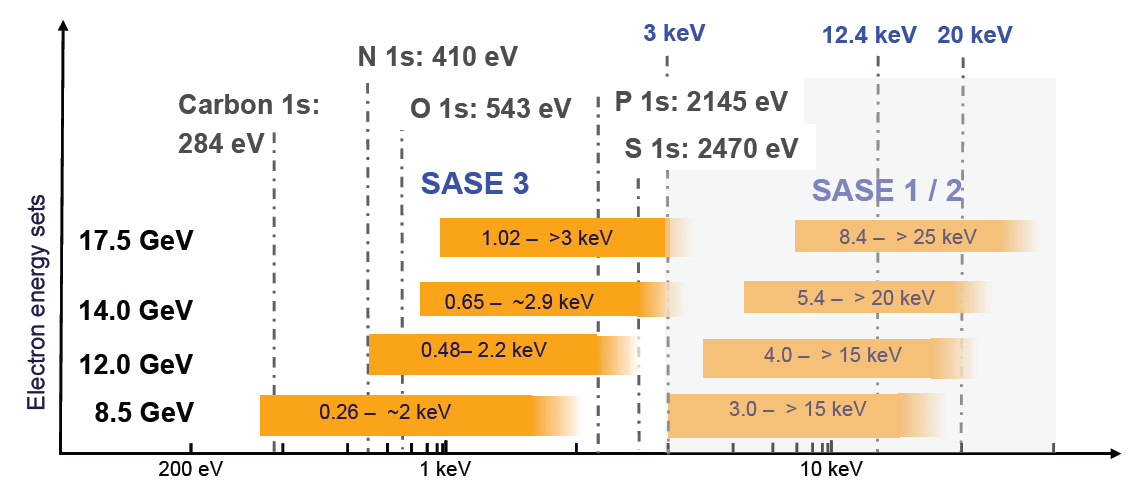 3 keV
12.4 keV
20 keV
N 1s: 410 eV
Carbon 1s:
284 eV
O 1s: 543 eV
P 1s: 2145 eV
S 1s: 2470 eV
SASE 3
SASE 1 / 2
Electron energy sets
17.5 GeV
1.02 –  >3 keV
8.4 –  > 25 keV
14.0 GeV
0.65 –  ~2.9 keV
5.4 –  > 20 keV
12.0 GeV
0.48– 2.2 keV
4.0 –  > 15 keV
8.5 GeV
0.26 –  ~2 keV
3.0 –  > 15 keV
200 eV
1 keV
10 keV